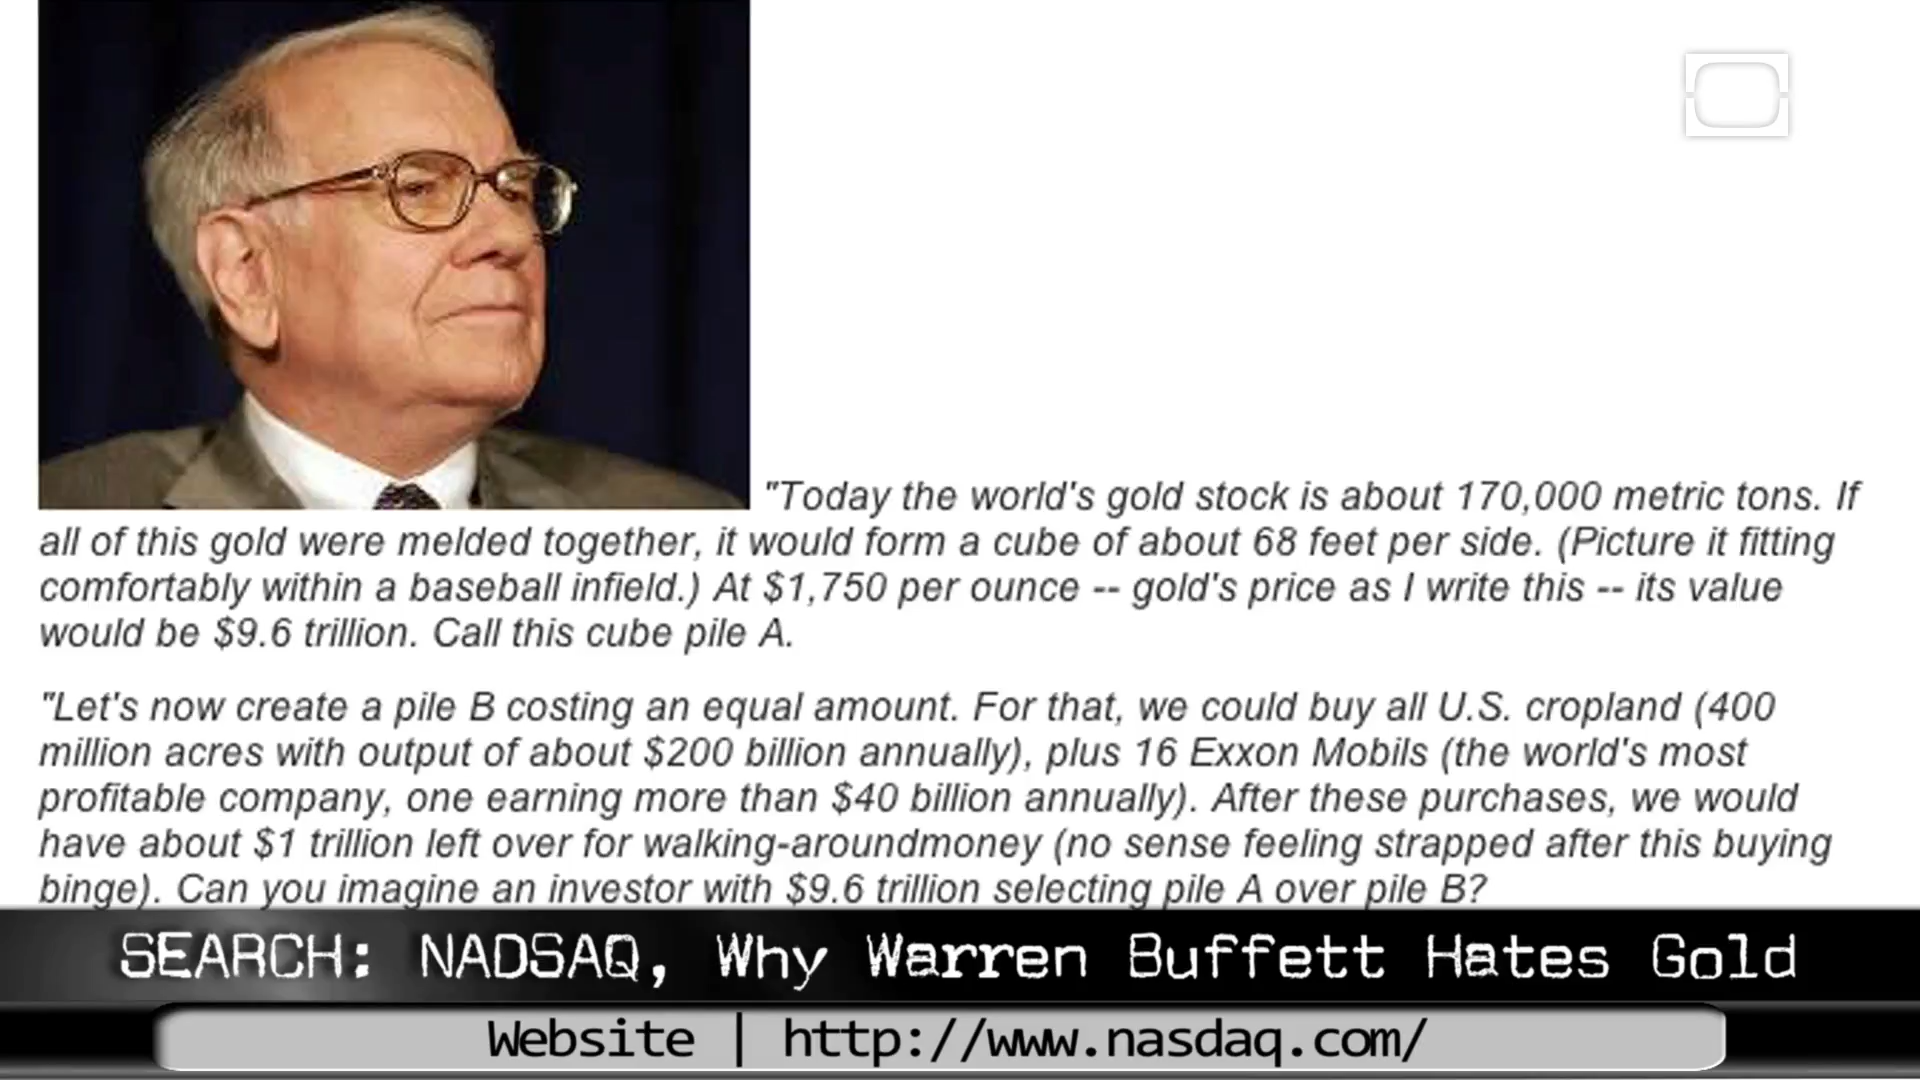 "Today the world's gold stock is about 170,000 metric tons. If
all of this gold were melded together, it would form a cube of about 68 feet per side. (Picture it fitting
comfortably within a baseball infield.) At $1,750 per ounce -- gold's price as I write this -- its value
would be $9.6 trillion. Call this cube pile A.
"Let's now create a pile B costing an equal amount. For that, we could buy all U.S. cropland (400
million acres with output of about $200 billion annually), plus 16 Exxon Mobils (the world's most
profitable company, one earning more than $40 billion annually). After these purchases, we would
have about $1 trillion left over for walking-aroundmoney (no sense feeling strapped after this buying
binge). Can you imagine an investor with $9.6 trillion selecting pile A over pile B?
SEARCH: NADSAQ, Why Warren Buffett Hates Gold
Website | http://www.nasdaq.com/